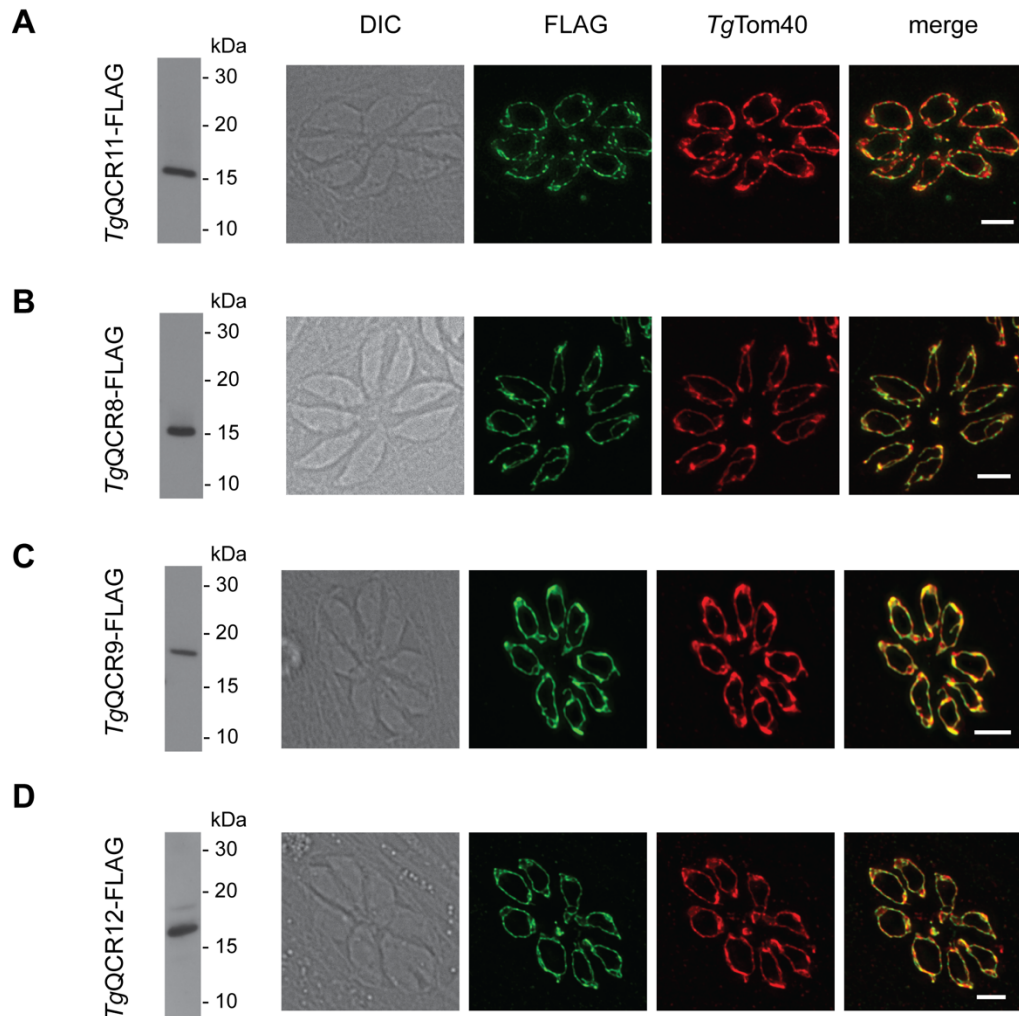 A
DIC
FLAG
TgTom40
merge
kDa
TgQCR11-FLAG
- 30
- 20
- 15
- 10
B
kDa
TgQCR8-FLAG
- 30
- 20
- 15
- 10
C
kDa
TgQCR9-FLAG
- 30
- 20
- 15
- 10
D
kDa
TgQCR12-FLAG
- 30
- 20
- 15
- 10